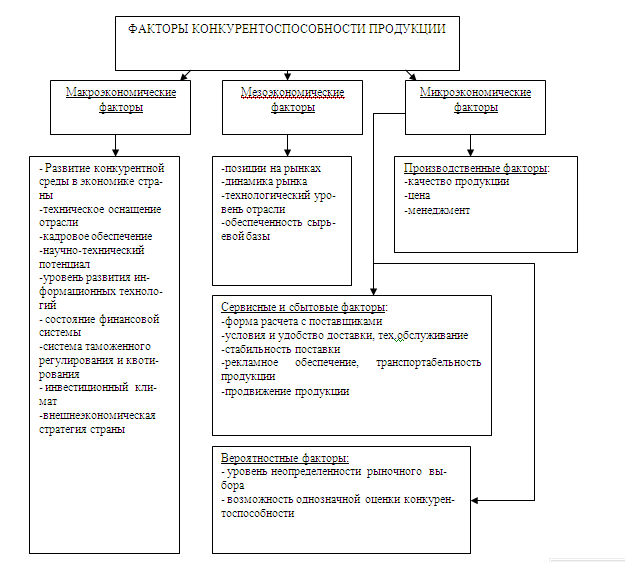 ФАКТОРЫ КОНКУРЕНТОСПОСОБНОСТИ ПРОДУКЦИИ
Макроэкономические
факторы
Мезоэкономические
факторы
Микроэкономические
факторы
- Развитие конкурентной
среды в экономике стра-
ны
-техническое оснащение
отрасли
-кадровое обеспечение
-научно-технический
потенциал
-уровень развития ин-
формационных техноло-
гий
- состояние финансовой
системы
-система таможенного
регулирования и квоти-
рования
- инвестиционный кли-
мат
-внешнеэкономическая
стратегия страны
-позиции на рынках
-динамика рынка
-технологический уро-
вень отрасли
-обеспеченность сырь-
евой базы
Производственные факторы:
-качество продукции
-цена
-менеджмент
Сервисные и сбытовые факторы:
-форма расчета с поставщиками
-условия и удобство доставки, тех.обслуживание
-стабильность поставки
-рекламное обеспечение, транспортабельность
продукции
-продвижение продукции
Вероятностные факторы:
- уровень неопределенности рыночного вы-
бора
- возможность однозначной оценки конкурен-
тоспособности